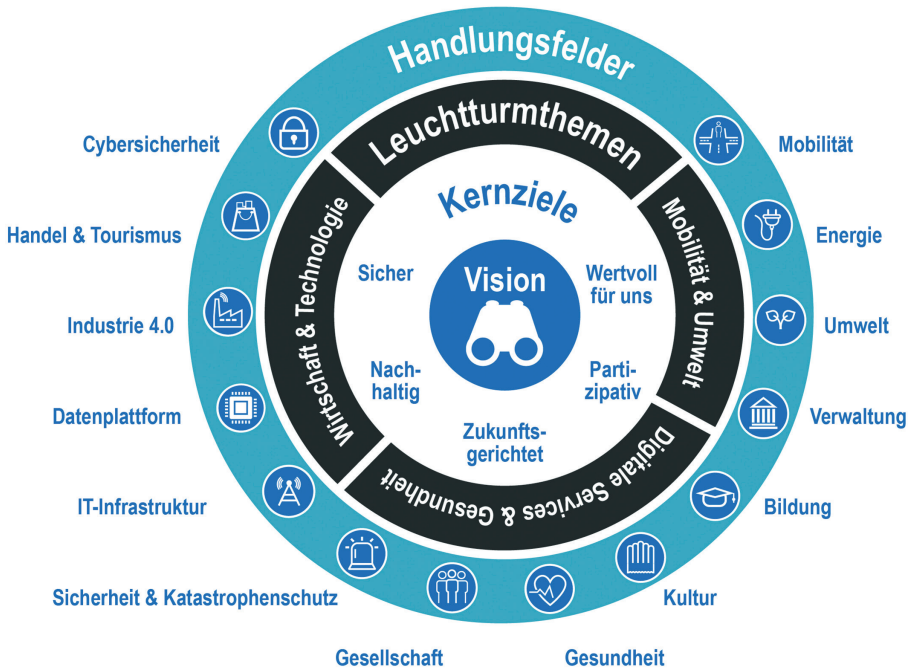 Handlungsfelder
Leuchtturmthemen
Kernziele
Vision
Sicher
Wertvoll
für uns
Nach-
haltig
Parti-
zipativ
Zukunfts-
gerichtet
Wirtschaft & Technologie
Mobilität & Umwelt
Digitale Services & Gesundheit
Cybersicherheit
Handel & Tourismus
Industrie 4.0
Datenplattform
IT-Infrastruktur
Sicherheit & Katastrophenschutz
Gesellschaft
Gesundheit
Kultur
Bildung
Verwaltung
Umwelt
Energie
Mobilität